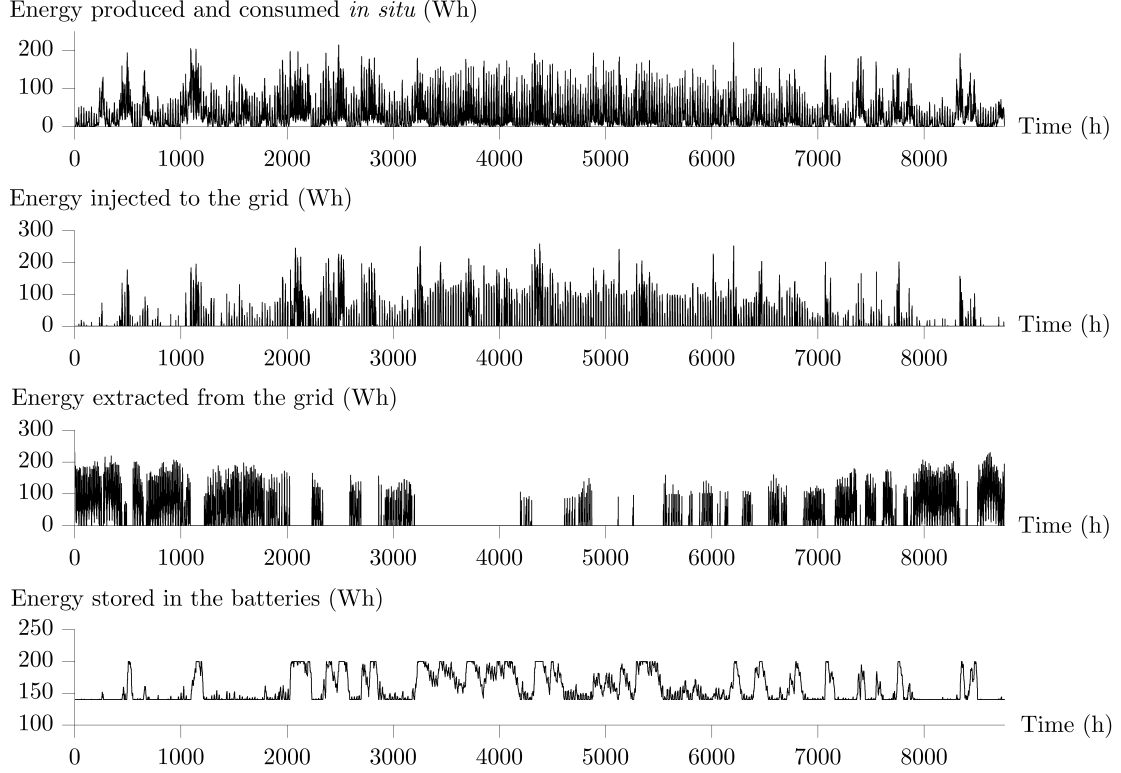 Energy produced and consumed in situ (Wh)
200
100
0
Time (h)
0 1000 2000 3000 4000 5000 6000 7000 8000
Energy injected to the grid (Wh)
300
200
100
0
Time (h)
0 1000 2000 3000 4000 5000 6000 7000 8000
Energy extracted from the grid (Wh)
300
200
100
0
Time (h)
0 1000 2000 3000 4000 5000 6000 7000 8000
Energy stored in the batteries (Wh)
250
200
150
100
Time (h)
0 1000 2000 3000 4000 5000 6000 7000 8000